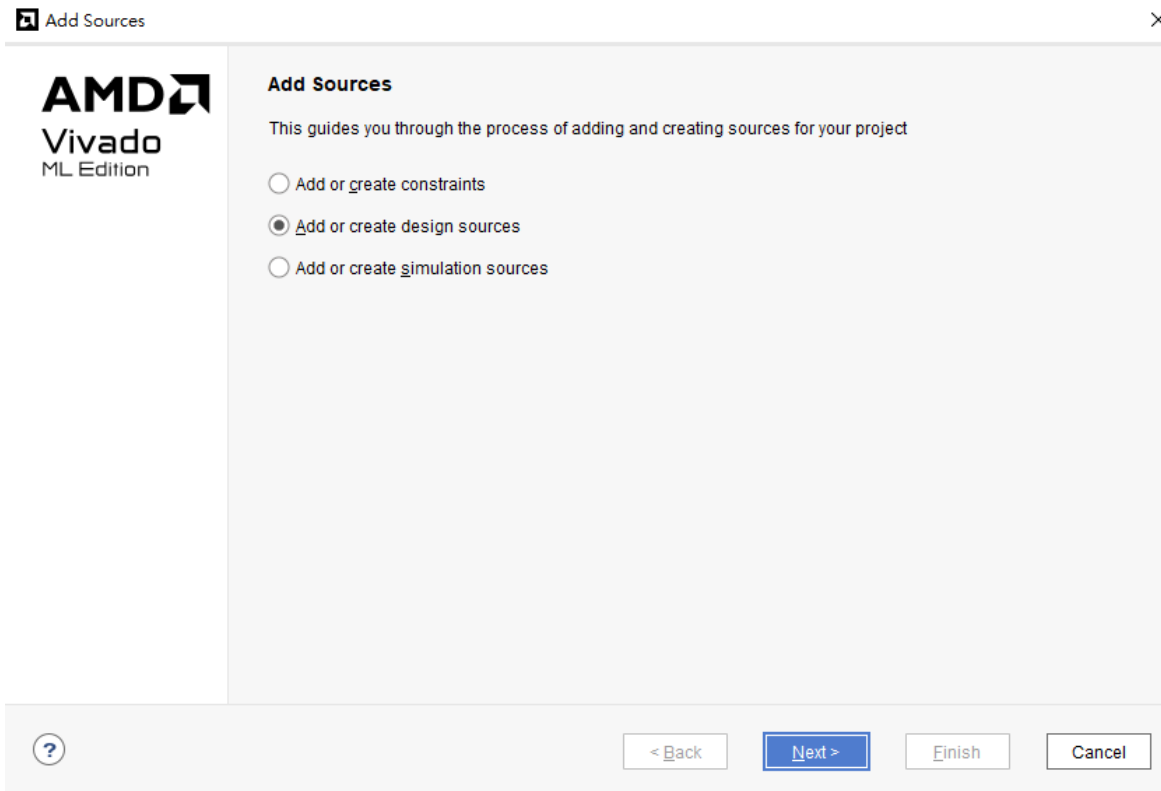 Add Sources
AMD
Vivado
ML Edition
Add Sources
This guides you through the process of adding and creating sources for your project
Add or create constraints
Add or create design sources
Add or create simulation sources
?
< Back
Next >
Finish
Cancel